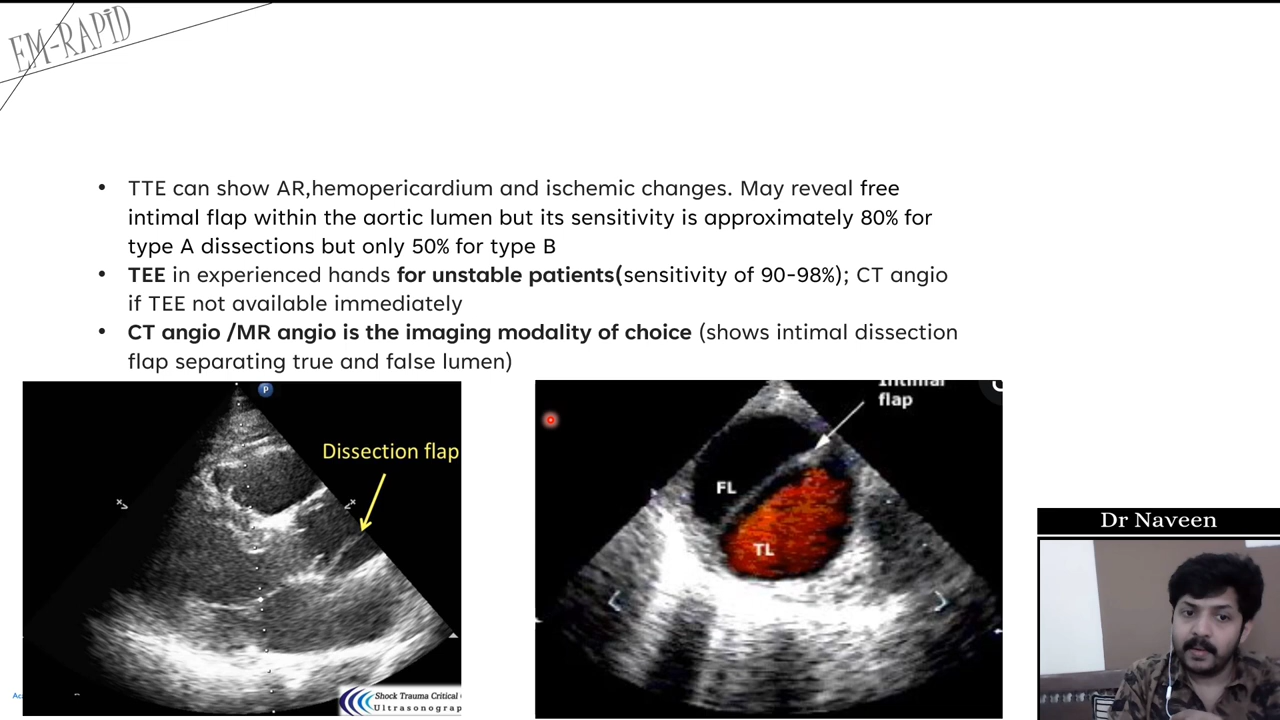 EM-RAPID
• TTE can show AR,hemopericardium and ischemic changes. May reveal free
intimal flap within the aortic lumen but its sensitivity is approximately 80% for
type A dissections but only 50% for type B
• TEE in experienced hands for unstable patients(sensitivity of 90-98%); CT angio
if TEE not available immediately
• CT angio /MR angio is the imaging modality of choice (shows intimal dissection
flap separating true and false lumen)
P
Dissection flap
Shock Trauma Critical
Ultrasonograp
Intimal
flap
FL
TL
Dr Naveen